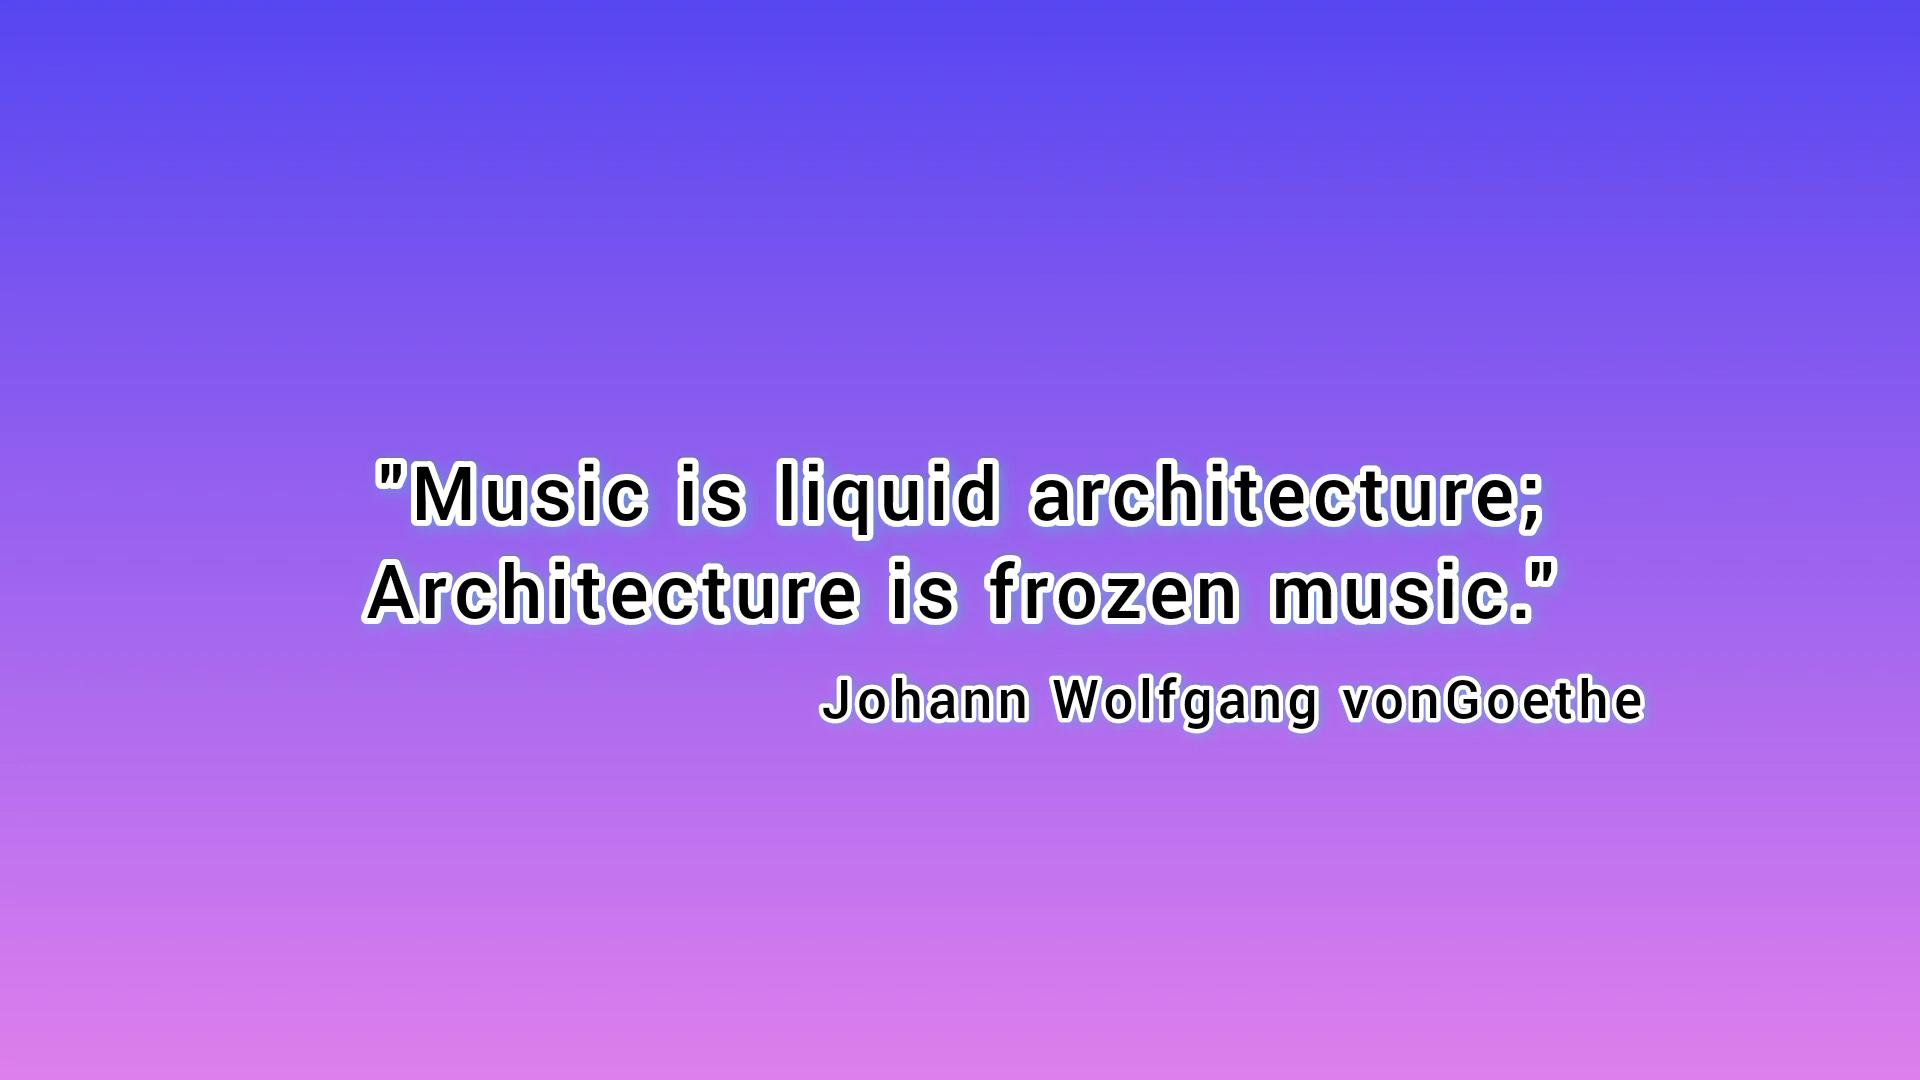 "Music is liquid architecture;
Architecture is frozen music."
Johann Wolfgang vonGoethe